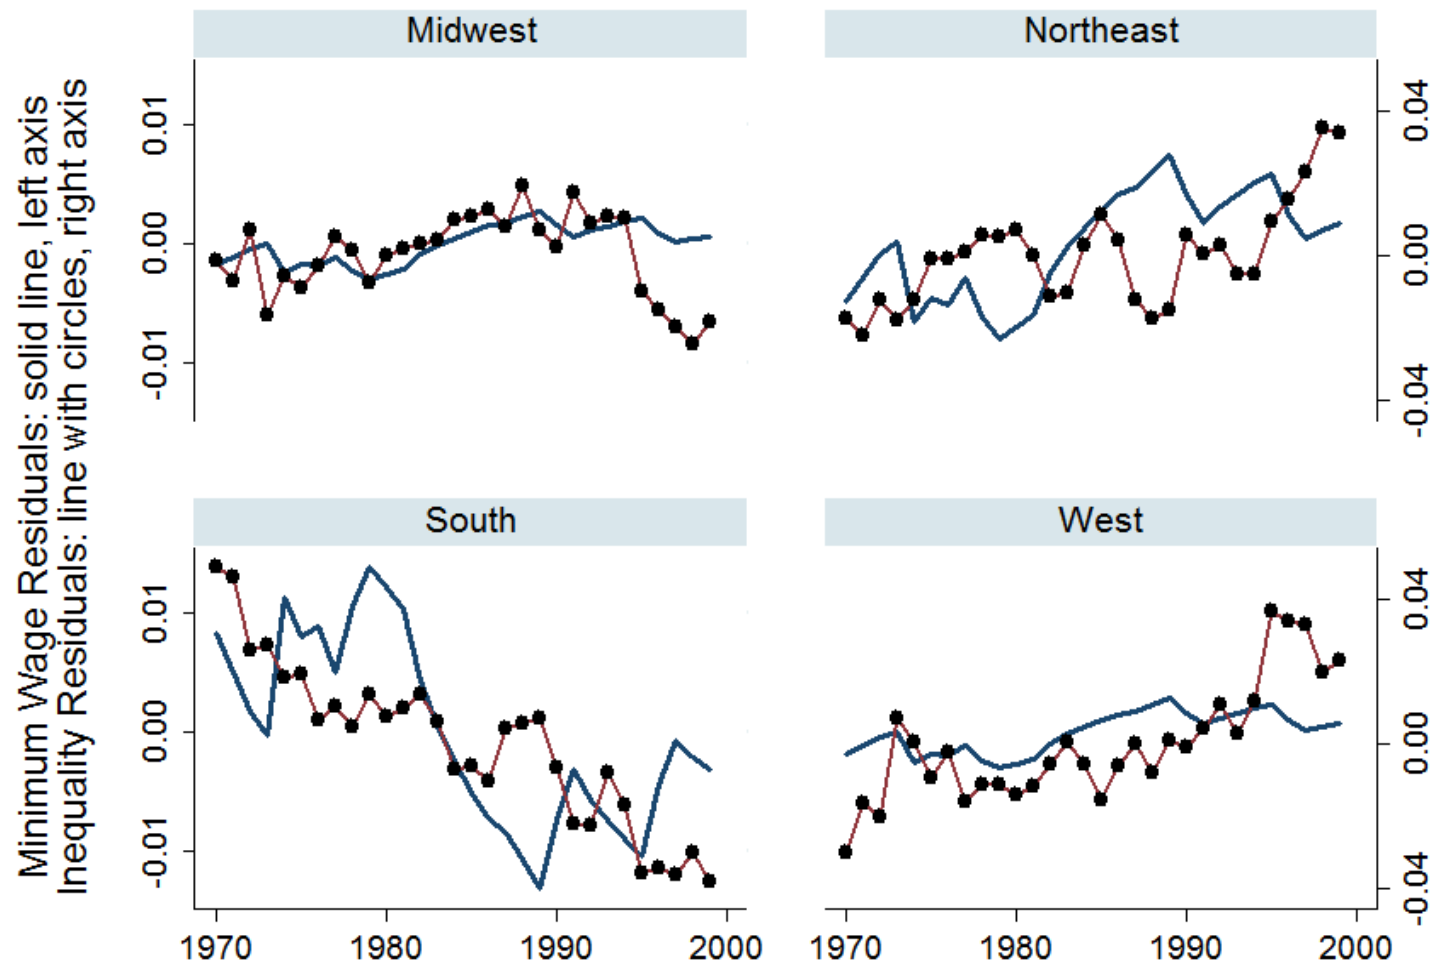 Minimum Wage Residuals: solid line, left axis
Inequality Residuals: line with circles, right axis
Midwest
0.01
0.00
-0.01
Northeast
0.04
0.00
-0.04
South
0.01
0.00
-0.01
1970 1980 1990 2000
West
0.04
0.00
-0.04
1970 1980 1990 2000